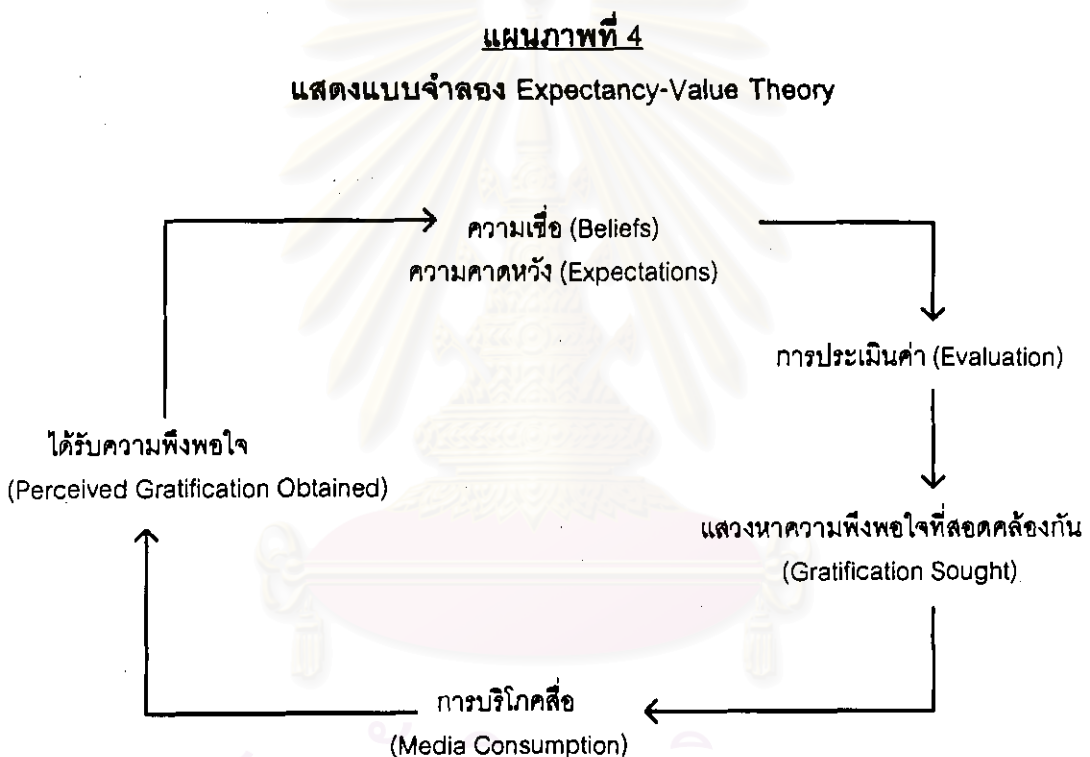 แผนภาพที่ 4
แสดงแบบจำลอง Expectancy-Value Theory
ความเชื่อ (Beliefs)
ความคาดหวัง (Expectations)
การประเมินค่า (Evaluation)
ได้รับความพึงพอใจ
(Perceived Gratification Obtained)
แสวงหาความพึงพอใจที่สอดคล้องกัน
(Gratification Sought)
การบริโภคสื่อ
(Media Consumption)